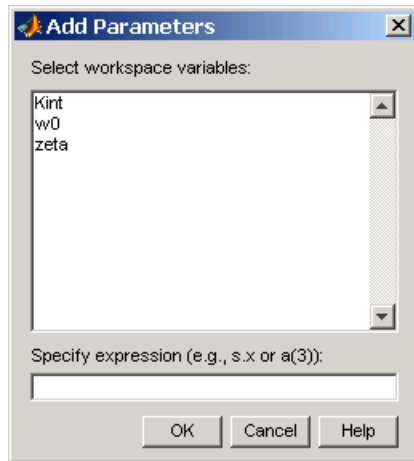 Add Parameters
Select workspace variables:
Kint
w0
zeta
Specify expression (e.g., s.x or a(3)):
OK Cancel Help